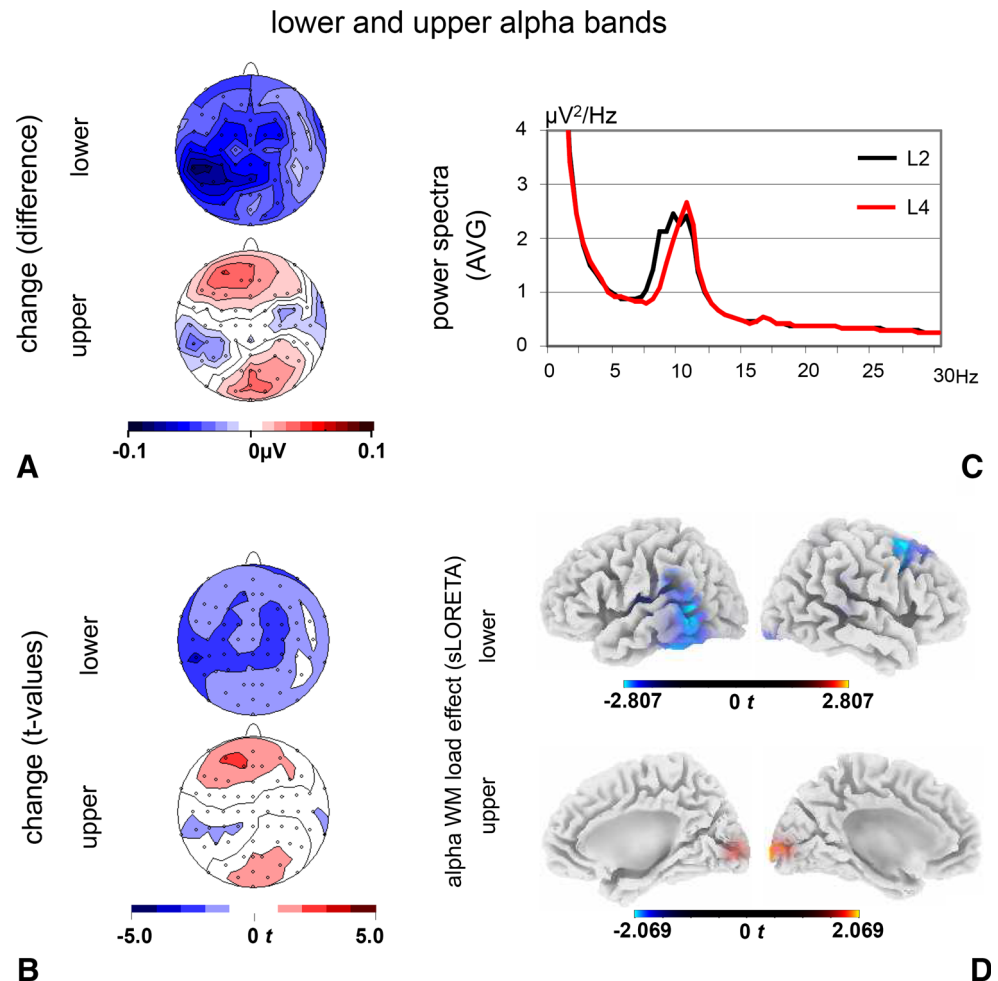 lower and upper alpha bands
change (difference)
lower
upper
-0.1 0µV 0.1
A
µV²/Hz
power spectra
(AVG)
4
3
2
1
0
L2
L4
0 5 10 15 20 25 30Hz
C
change (t-values)
lower
upper
-5.0 0 t 5.0
B
alpha WM load effect (sLORETA)
lower
-2.807 0 t 2.807
upper
-2.069 0 t 2.069
D